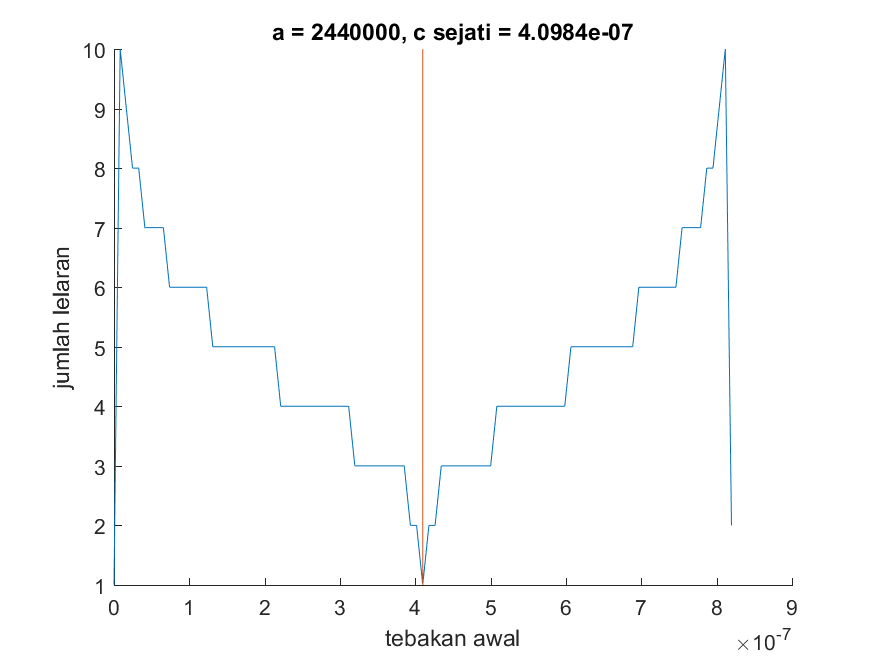 a = 2440000, c sejati = 4.0984e-07
10
9
8
7
6
5
4
3
2
1
jumlah lelaran
0 1 2 3 4 5 6 7 8 9
×10-7
tebakan awal